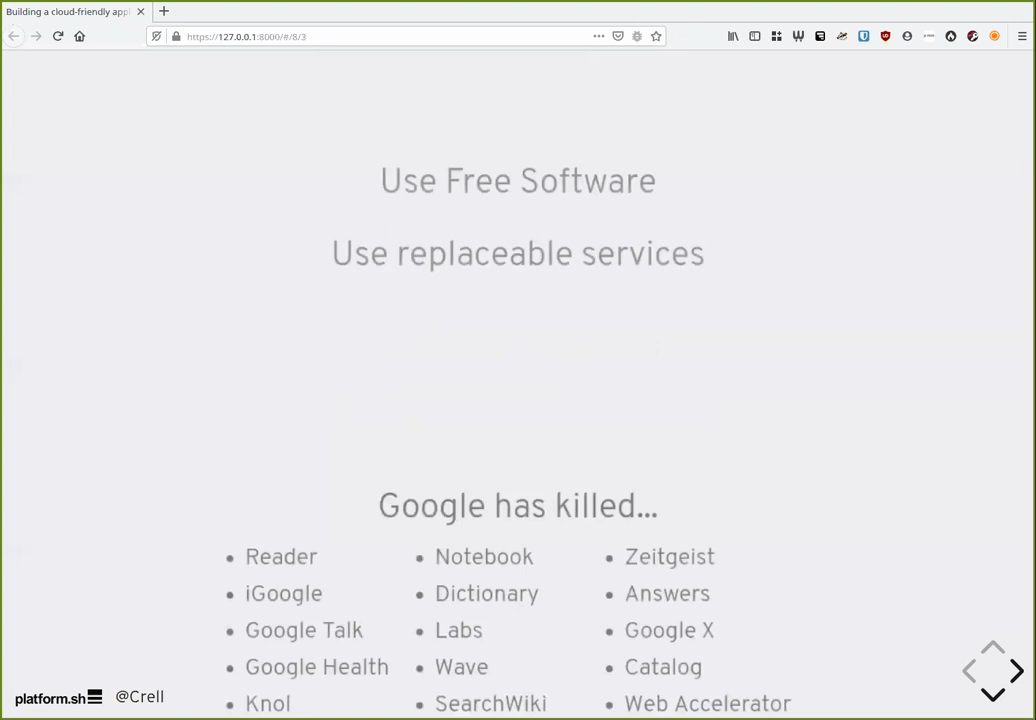 Building a cloud-friendly appl
https://127.0.0.1:8000/#/8/3
Use Free Software
Use replaceable services
Google has killed...
Reader
Notebook
Zeitgeist
iGoogle
Dictionary
Answers
Google Talk
Labs
Google X
Google Health
Wave
Catalog
Knol
SearchWiki
Web Accelerator
platform.sh @Crell